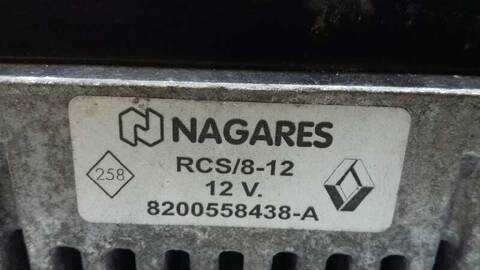 NAGARES
258
RCS/8-12
12 V.
8200558438-A